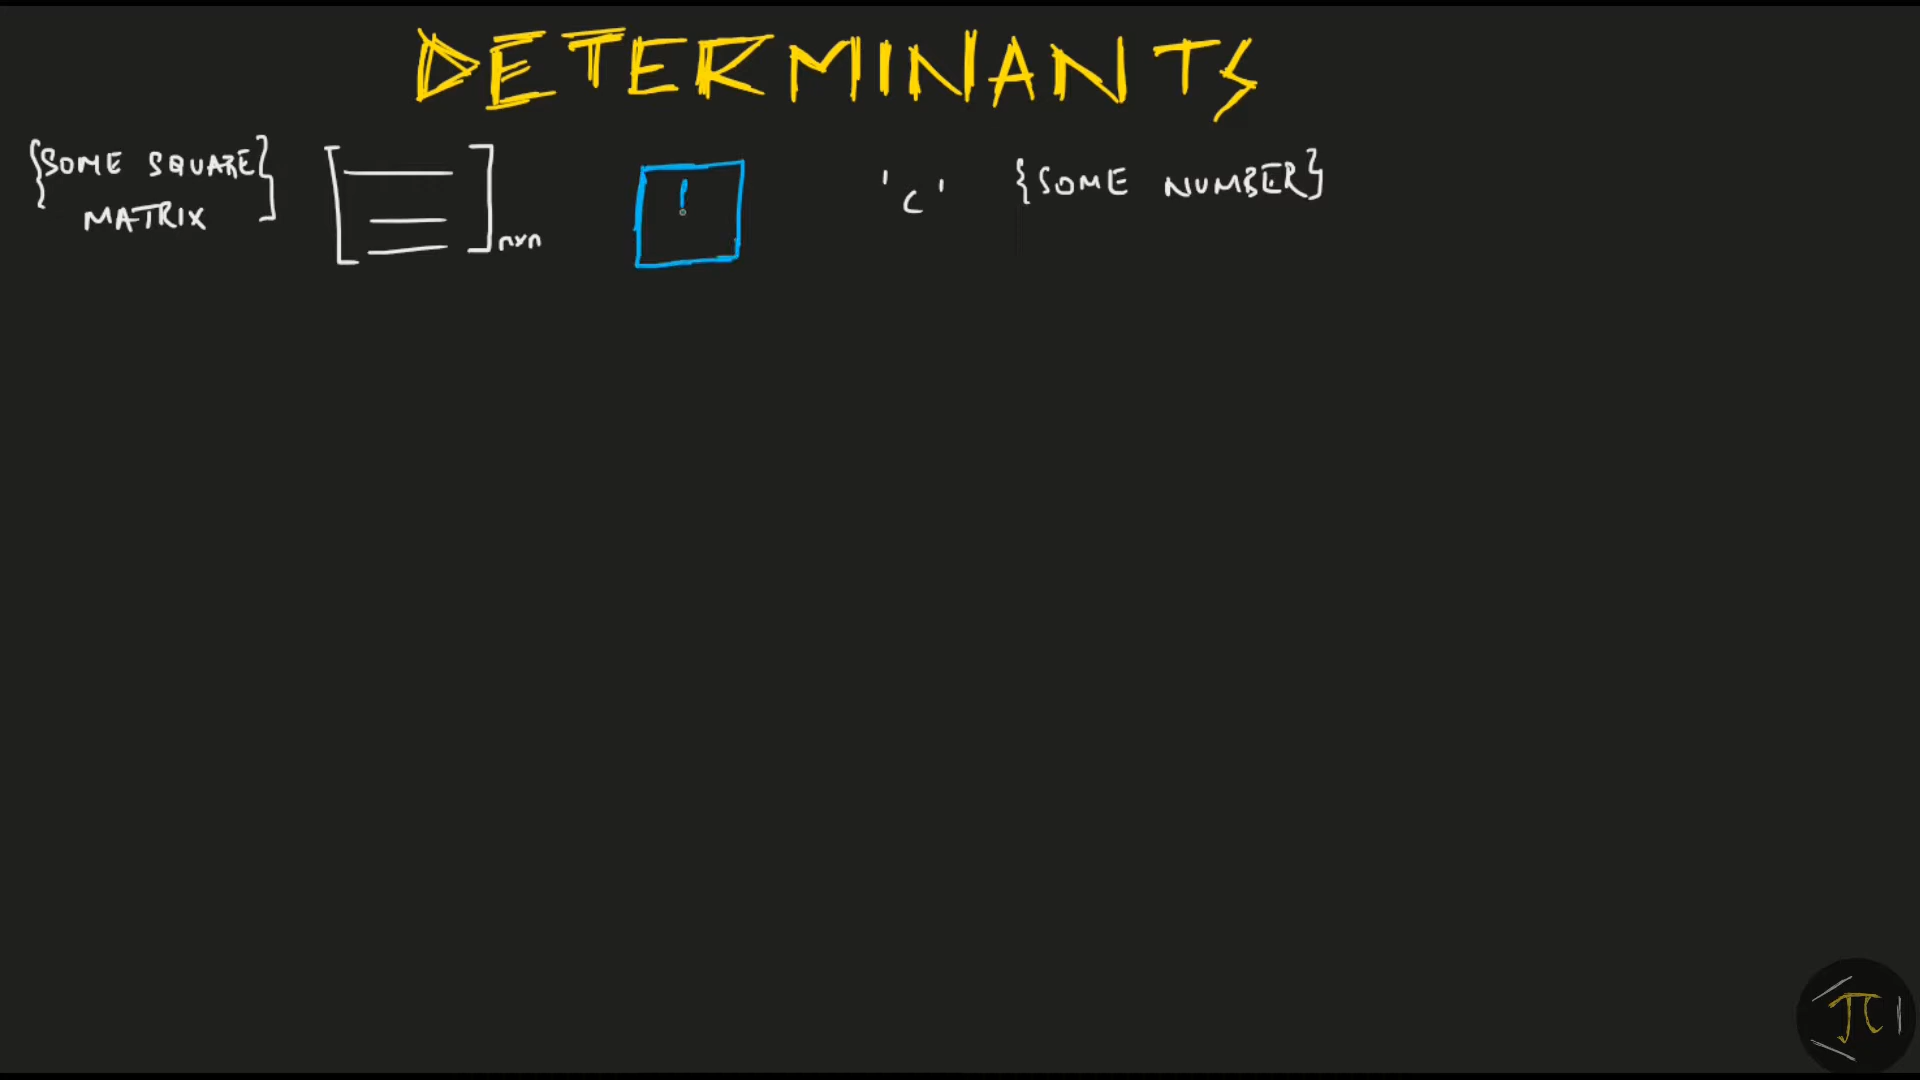 DETERMINANTS
{SOME SQUARE] [ ]nxn ! 'c' {SOME NUMBER}
MATRIX
<π|